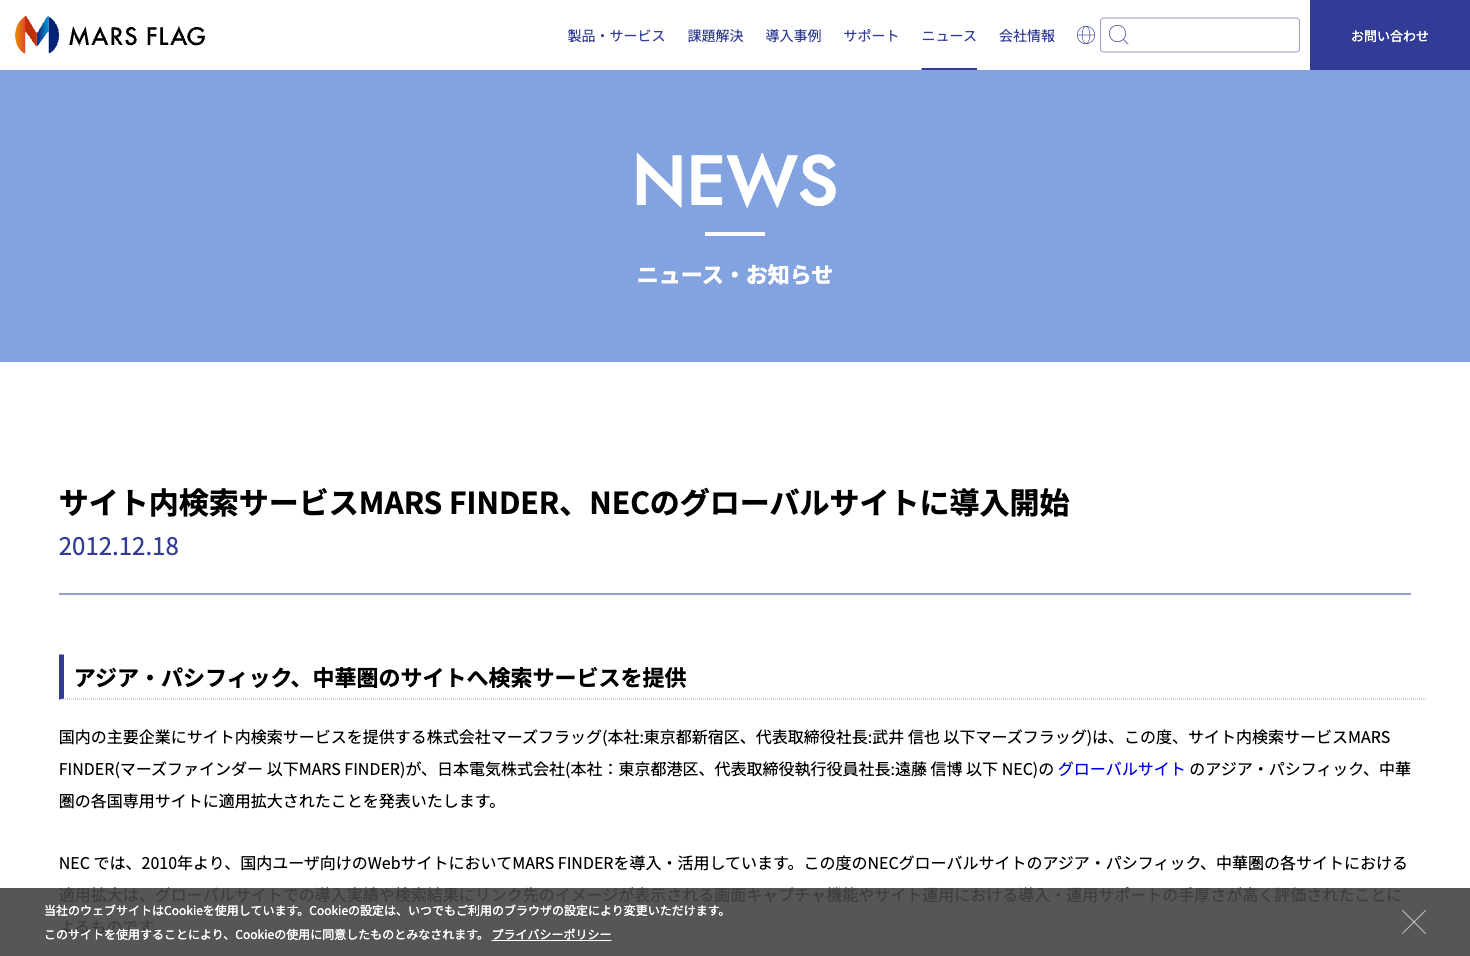 MARS FLAG
製品・サービス 課題解決 導入事例 サポート ニュース 会社情報
お問い合わせ
NEWS
ニュース・お知らせ
サイト内検索サービスMARS FINDER、NECのグローバルサイトに導入開始
2012.12.18
アジア・パシフィック、中華圏のサイトへ検索サービスを提供
国内の主要企業にサイト内検索サービスを提供する株式会社マーズフラッグ(本社:東京都新宿区、代表取締役社長:武井 信也 以下マーズフラッグ)は、この度、サイト内検索サービスMARS
FINDER(マーズファインダー 以下MARS FINDER)が、日本電気株式会社(本社：東京都港区、代表取締役執行役員社長:遠藤 信博 以下 NEC)の グローバルサイト のアジア・パシフィック、中華
圏の各国専用サイトに適用拡大されたことを発表いたします。
NEC では、2010年より、国内ユーザ向けのWebサイトにおいてMARS FINDERを導入・活用しています。この度のNECグローバルサイトのアジア・パシフィック、中華圏の各サイトにおける
適用拡大は、グローバルサイトでの導入実績や検索結果にリンク先のイメージが表示される画面キャプチャ機能やサイト運用における導入・運用サポートの手厚さが高く評価されたことに
よるものです。
当社のウェブサイトはCookieを使用しています。Cookieの設定は、いつでもご利用のブラウザの設定により変更いただけます。
このサイトを使用することにより、Cookieの使用に同意したものとみなされます。 プライバシーポリシー